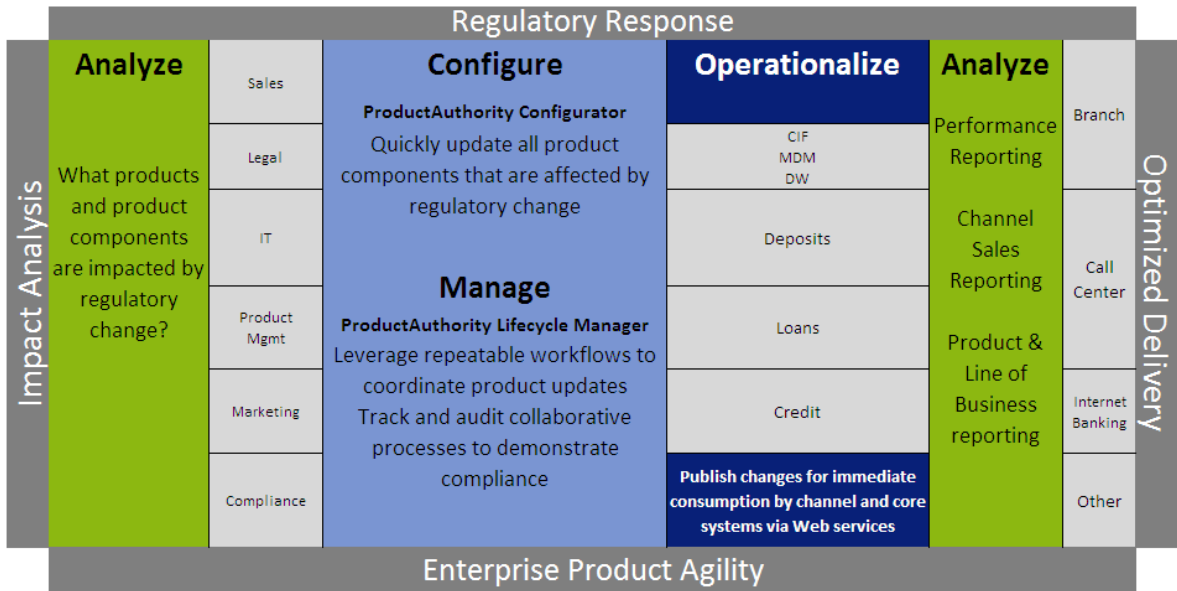 Regulatory Response
Impact Analysis
Analyze
What products
and product
components
are impacted by
regulatory
change?
Sales
Legal
IT
Product
Mgmt
Marketing
Compliance
Configure
ProductAuthority Configurator
Quickly update all product
components that are affected by
regulatory change
Manage
ProductAuthority Lifecycle Manager
Leverage repeatable workflows to
coordinate product updates
Track and audit collaborative
processes to demonstrate
compliance
Operationalize
CIF
MDM
DW
Deposits
Loans
Credit
Publish changes for immediate
consumption by channel and core
systems via Web services
Analyze
Performance
Reporting
Channel
Sales
Reporting
Product &
Line of
Business
reporting
Branch
Call
Center
Internet
Banking
Other
Optimized Delivery
Enterprise Product Agility